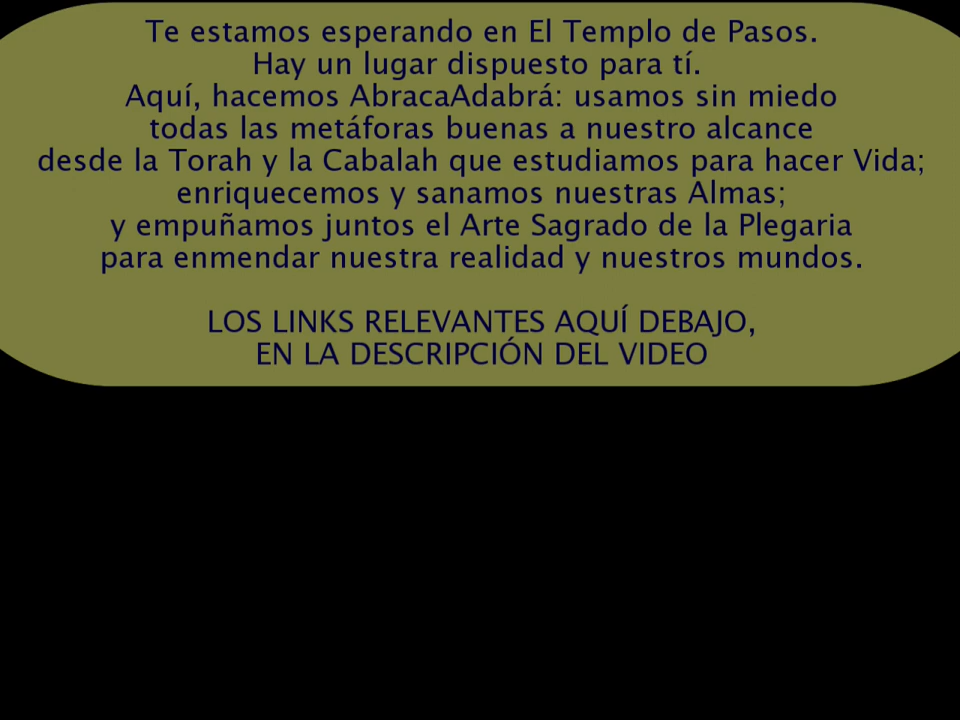 Te estamos esperando en El Templo de Pasos.
Hay un lugar dispuesto para tí.
Aquí, hacemos AbracaAdabrá: usamos sin miedo
todas las metáforas buenas a nuestro alcance
desde la Torah y la Cabalah que estudiamos para hacer Vida;
enriquecemos y sanamos nuestras Almas;
y empuñamos juntos el Arte Sagrado de la Plegaria
para enmendar nuestra realidad y nuestros mundos.
LOS LINKS RELEVANTES AQUÍ DEBAJO,
EN LA DESCRIPCIÓN DEL VIDEO